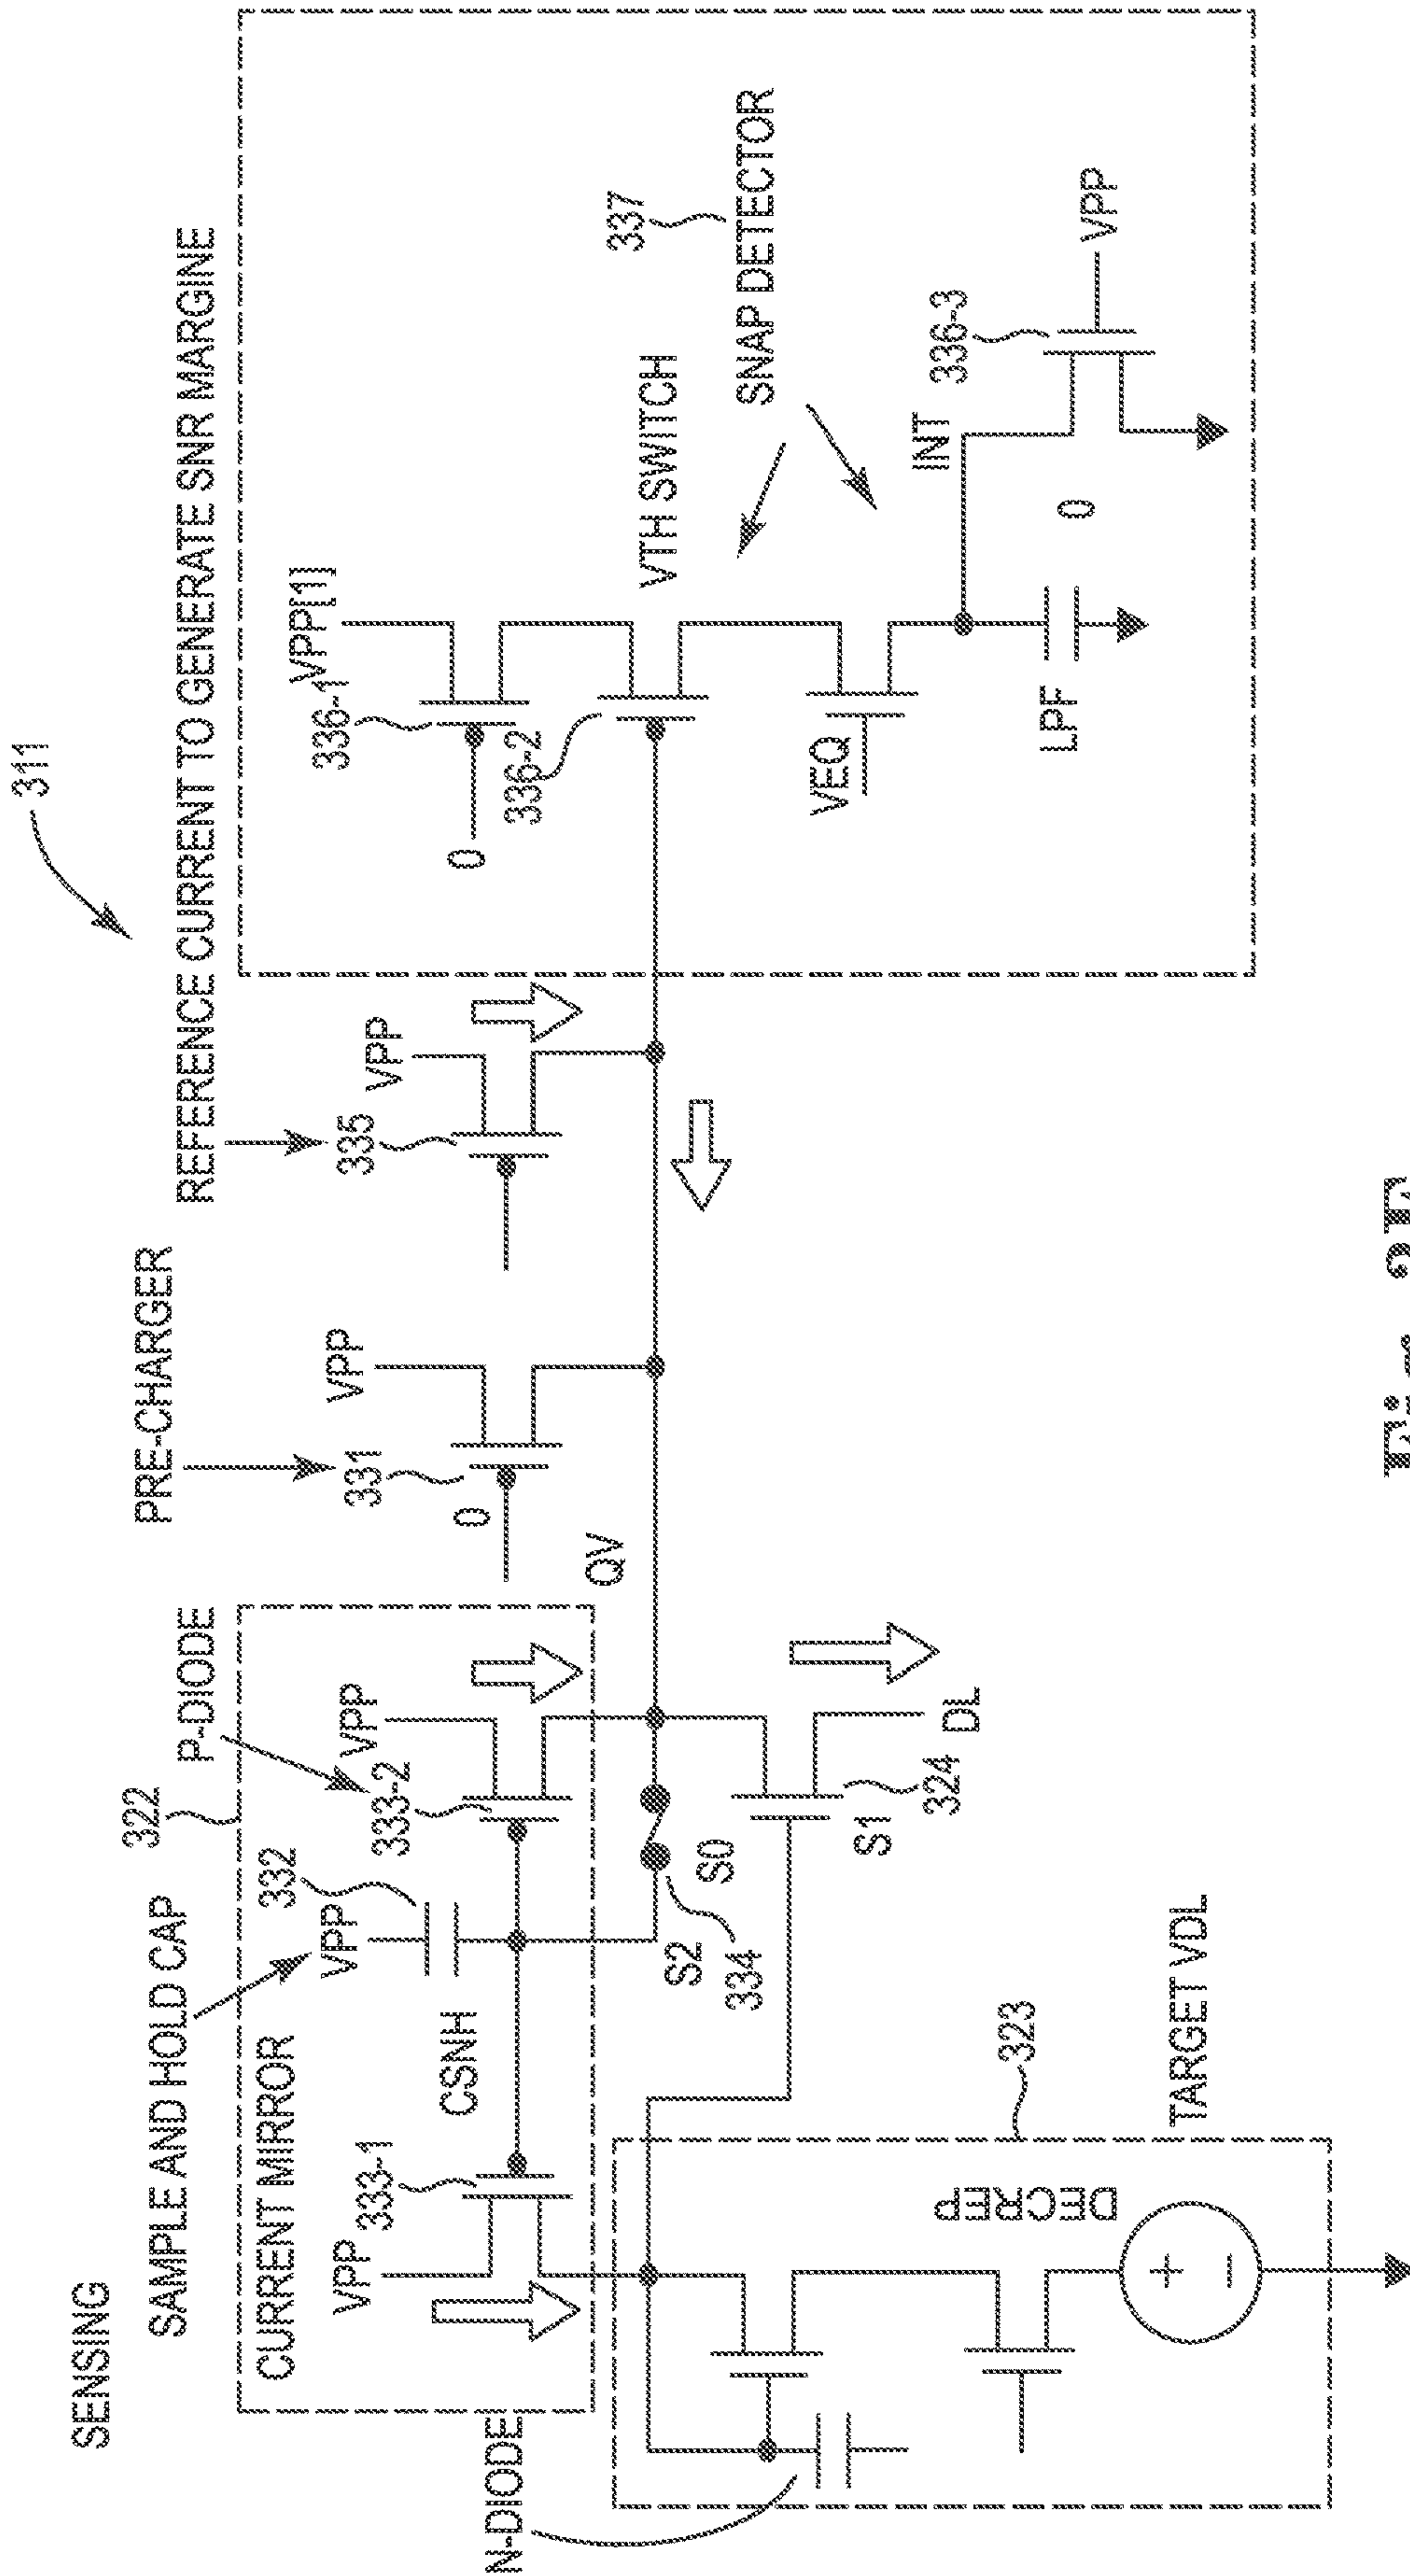 311
REFERENCE CURRENT TO GENERATE SNR MARGINE
PRE-CHARGER
SENSING
SAMPLE AND HOLD CAP
322
P-DIODE
CURRENT MIRROR
VPP
333-1
CSNH
VPP
332
333-2
VPP
331
VPP
0
335
VPP
QV
336-1
VPP[1]
0
336-2
VTH SWITCH
337
SNAP DETECTOR
VEQ
INT
336-3
VPP
LPF
0
N-DIODE
S2
334
S0
S1
324
DL
323
DECREP
+
−
TARGET VDL